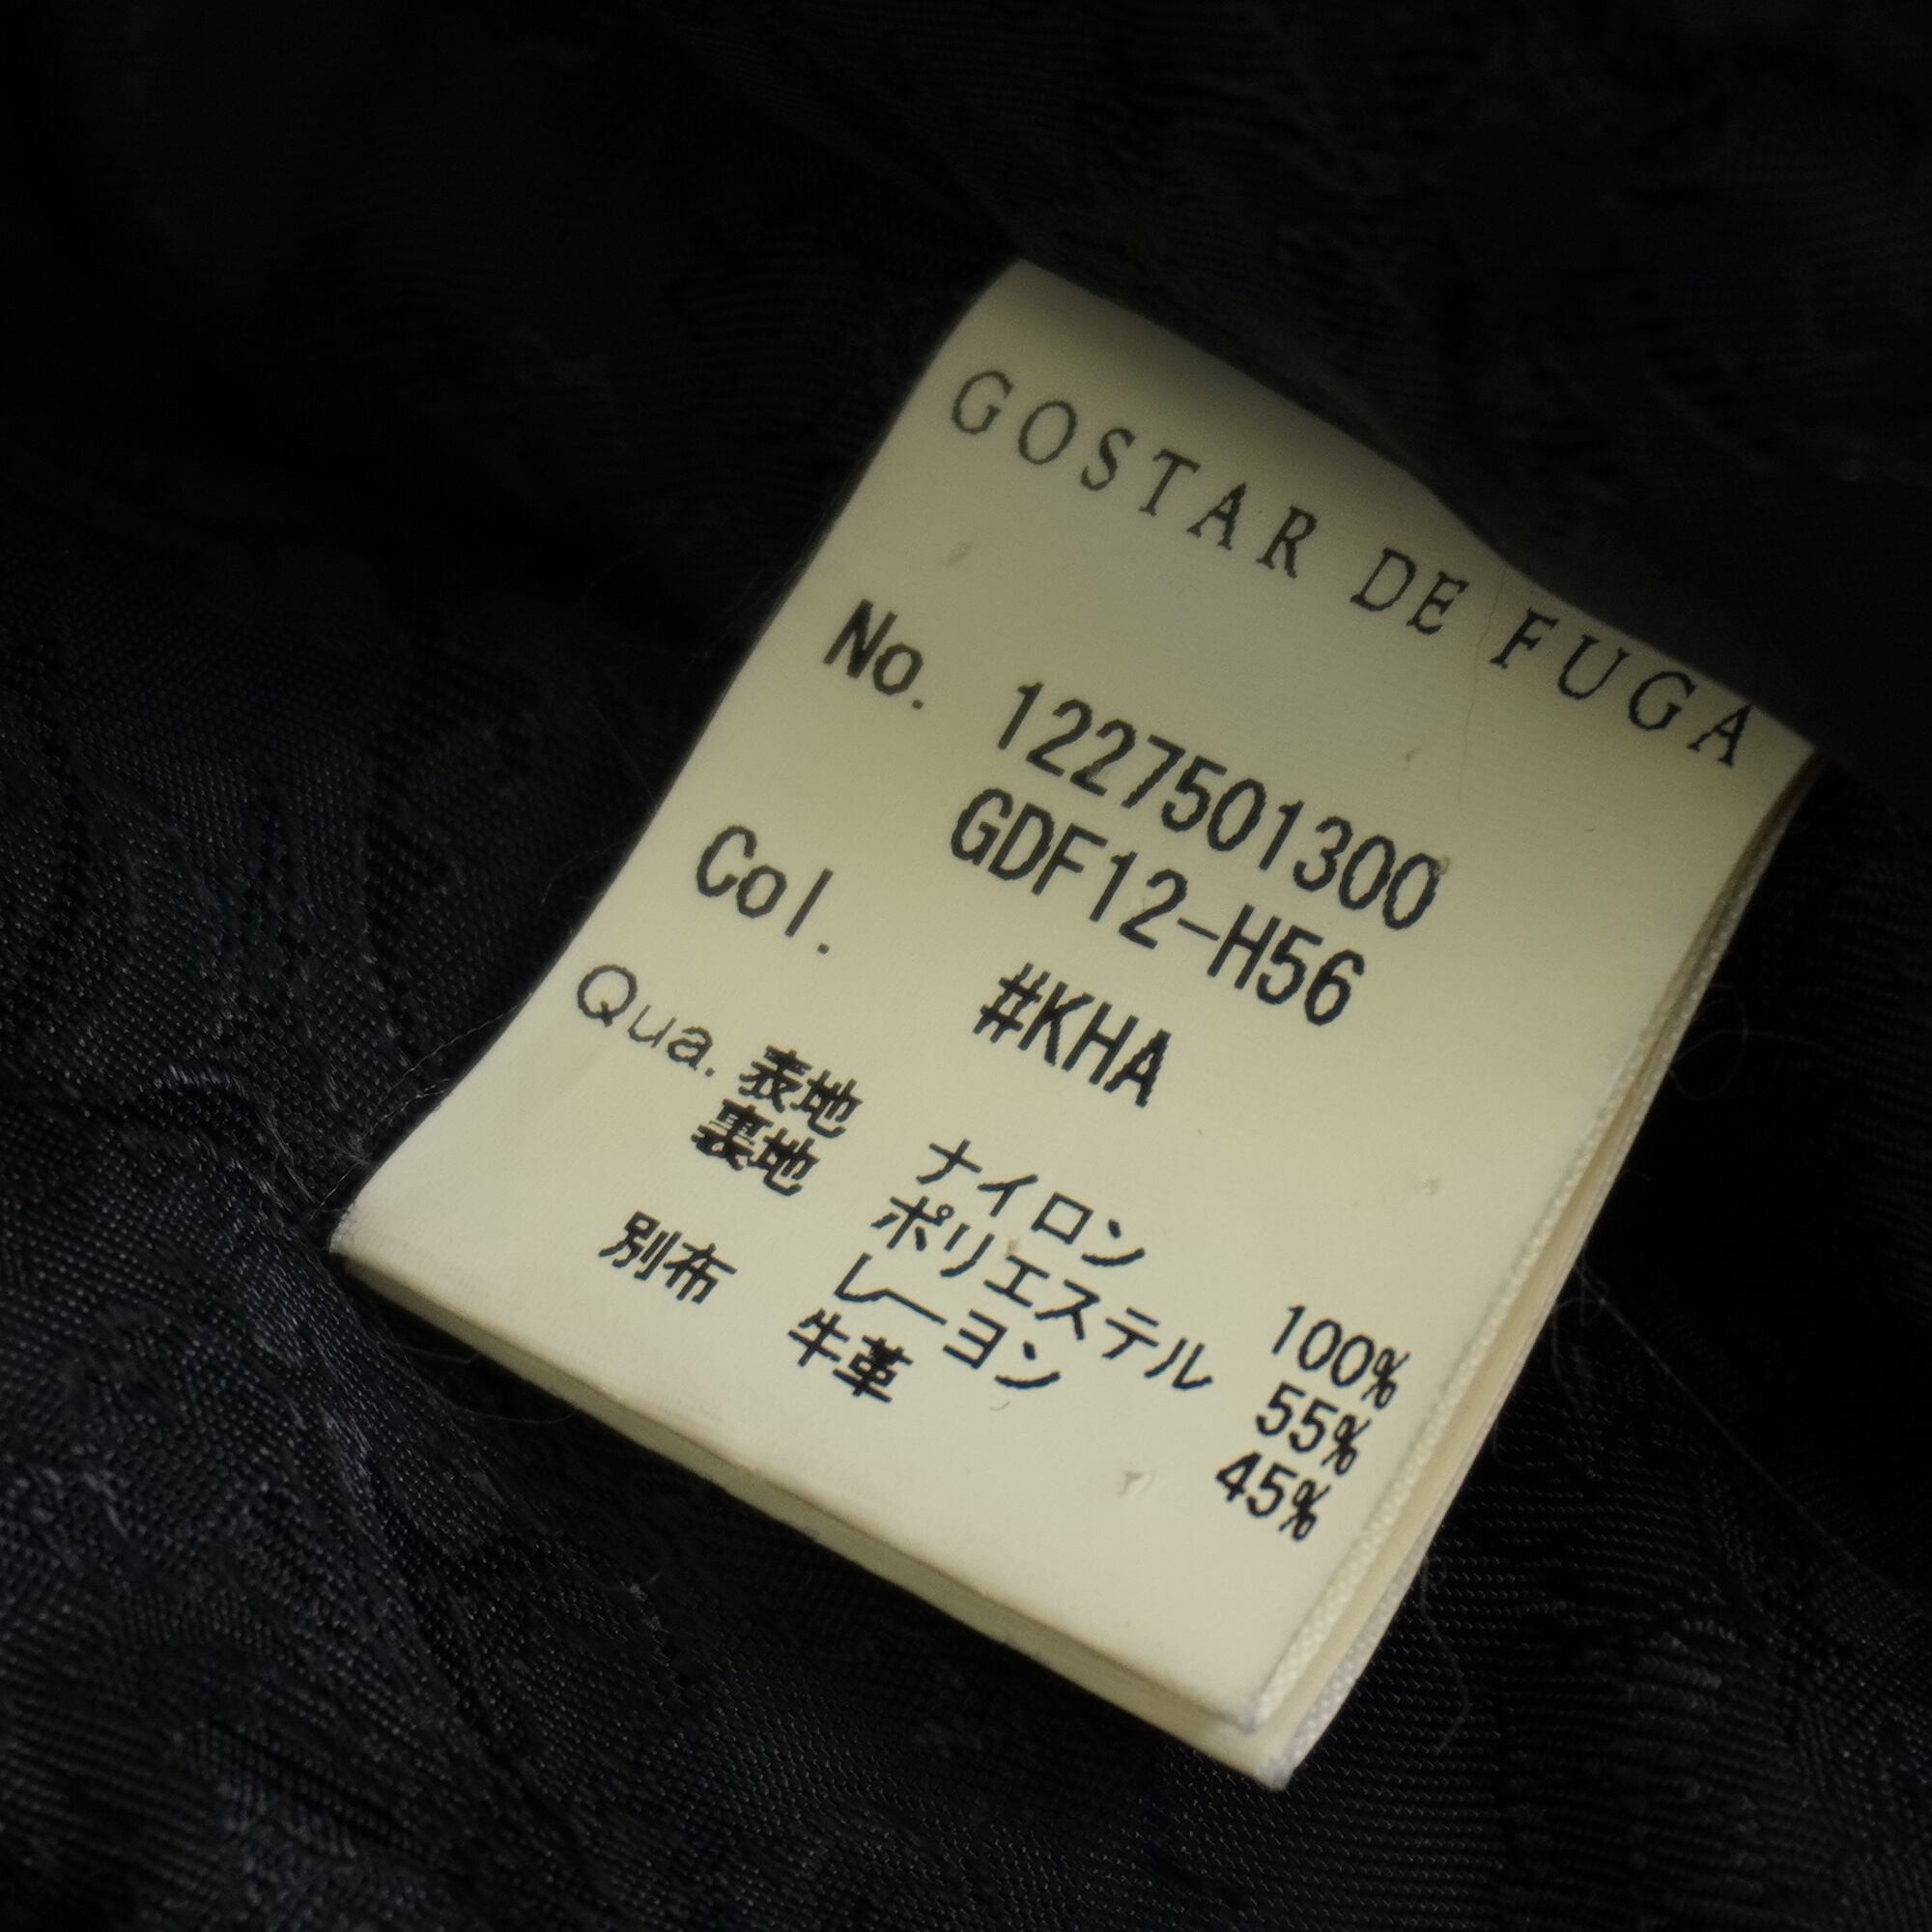 GOSTAR DE FUGA
No. 1227501300
GDF12-H56
Col. #KHA
Qua. 表地 ナイロン 100%
裏地 ポリエステル 55%
レーヨン 45%
別布 牛革